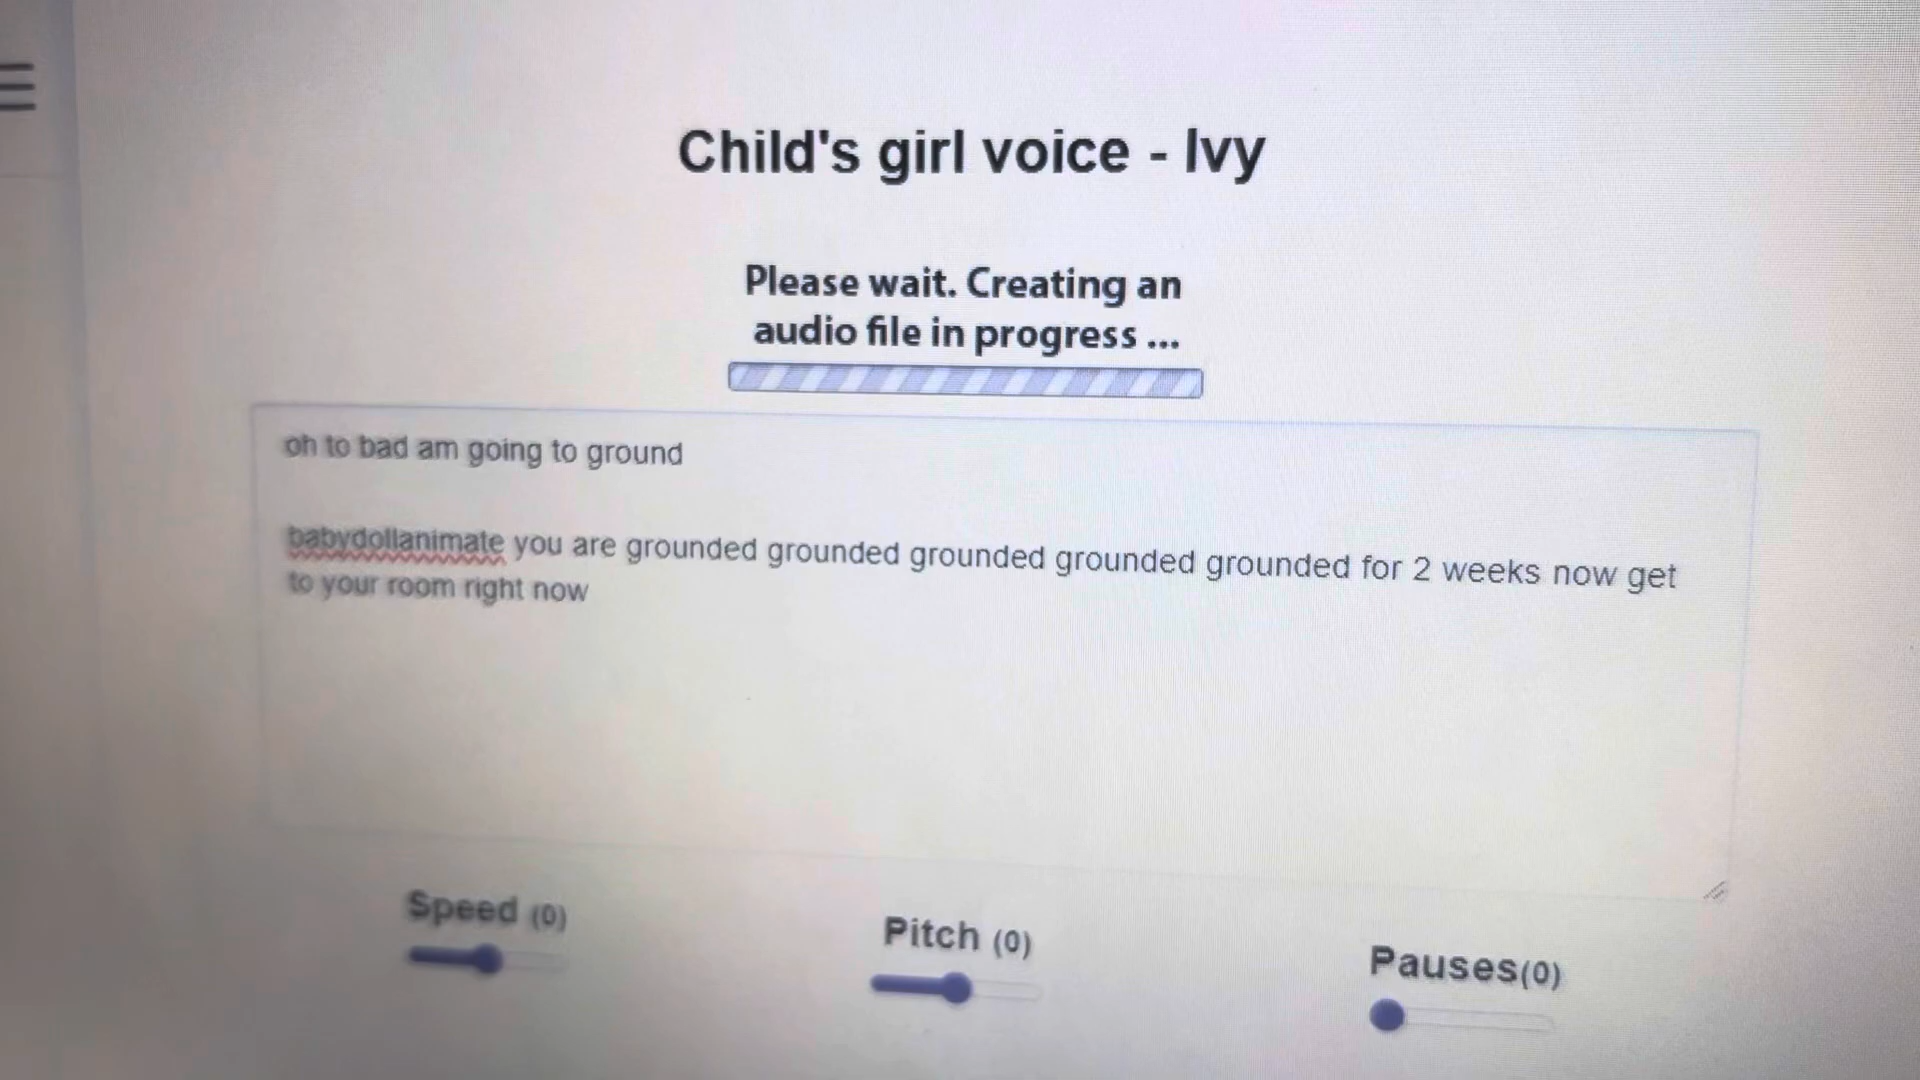 Child's girl voice - Ivy
Please wait. Creating an
audio file in progress ...
oh to bad am going to ground
babydollanimate you are grounded grounded grounded grounded grounded for 2 weeks now get
to your room right now
Speed (0)
Pitch (0)
Pauses(0)